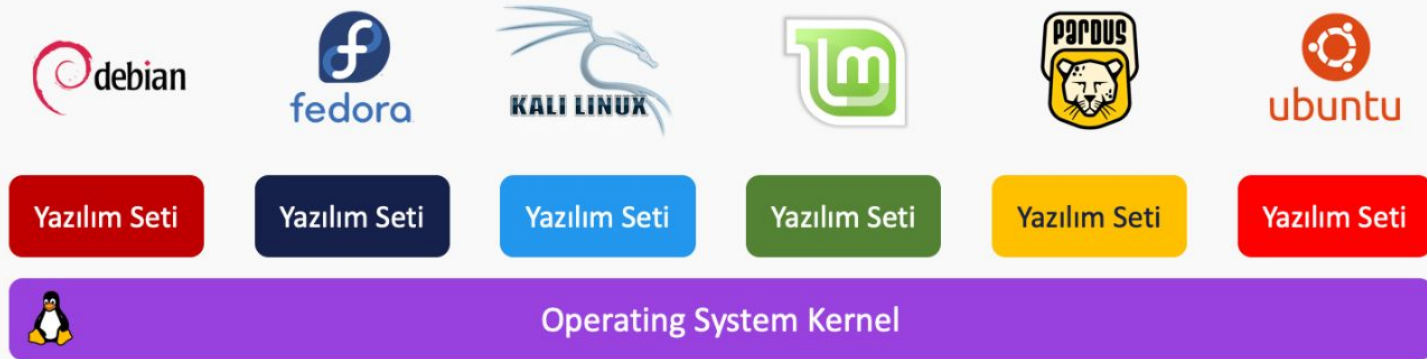 debian
fedora
KALI LINUX
lm
PARDUS
ubuntu
Yazılım Seti
Yazılım Seti
Yazılım Seti
Yazılım Seti
Yazılım Seti
Yazılım Seti
Operating System Kernel